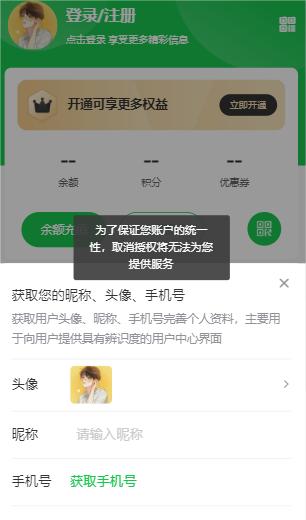 登录/注册
点击登录 享受更多精彩信息
开通可享更多权益
立即开通
-- -- --
余额 积分 优惠券
余额充
为了保证您账户的统一
性，取消授权将无法为您
提供服务
获取您的昵称、头像、手机号
获取用户头像、昵称、手机号完善个人资料，主要用
于向用户提供具有辨识度的用户中心界面
头像
昵称 请输入昵称
手机号 获取手机号